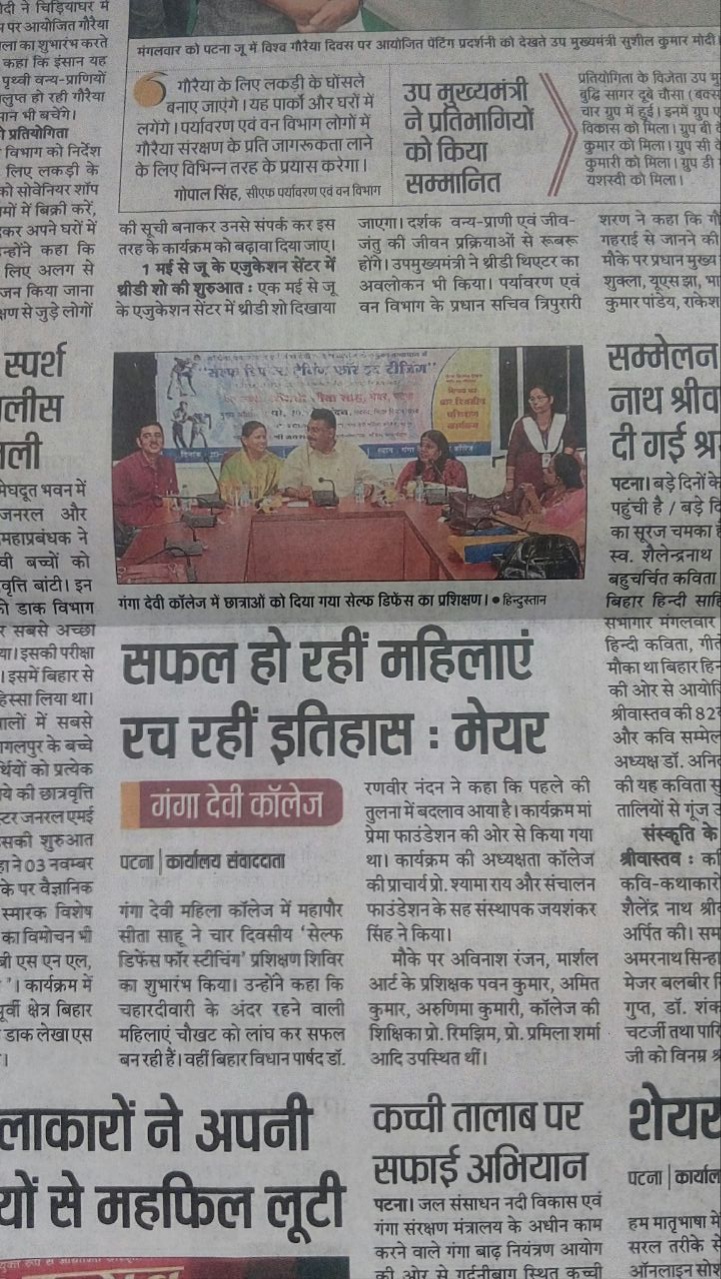 दी ने चिड़ियाघर में
पर आयोजित गौरैया
ला का शुभारंभ करते
कहा कि इंसान यह
पृथ्वी वन्य-प्राणियों
लुप्त हो रही गौरैया
माने भी बचेंगे।
प्रतियोगिता
विभाग को निर्देश
लिए लकड़ी के
को सोवेनियर शॉप
मों में बिक्री करें,
कर अपने घरों में
न्होंने कहा कि
लिए अलग से
जन किया जाना
क्षण से जुड़े लोगों
मंगलवार को पटना जू में विश्व गौरैया दिवस पर आयोजित पेंटिंग प्रदर्शनी को देखते उप मुख्यमंत्री सुशील कुमार मोदी
गौरैया के लिए लकड़ी के घोंसले
बनाए जाएंगे। यह पार्कों और घरों में
लगेंगे। पर्यावरण एवं वन विभाग लोगों में
गौरैया संरक्षण के प्रति जागरूकता लाने
के लिए विभिन्न तरह के प्रयास करेगा।
गोपाल सिंह, सीएफ पर्यावरण एवं वन विभाग
उप मुख्यमंत्री
ने प्रतिभागियों
को किया
सम्मानित
प्रतियोगिता के विजेता उप मु
बुद्धि सागर दूबे चौसा (बक्स
चार ग्रुप में हुई। इनमें ग्रुप ए
विकास को मिला। ग्रुप बी
कुमार को मिला। ग्रुप सी
कुमारी को मिला। ग्रुप डी
यशस्वी को मिला।
की सूची बनाकर उनसे संपर्क कर इस
तरह के कार्यक्रम को बढ़ावा दिया जाए।
1 मई से जू के एजुकेशन सेंटर में
थ्रीडी शो की शुरुआत : एक मई से जू
के एजुकेशन सेंटर में थ्रीडी शो दिखाया
जाएगा। दर्शक वन्य-प्राणी एवं जीव-
जंतु की जीवन प्रक्रियाओं से रूबरू
होंगे। उपमुख्यमंत्री ने थ्रीडी थिएटर का
अवलोकन भी किया। पर्यावरण एवं
वन विभाग के प्रधान सचिव त्रिपुरारी
शरण ने कहा कि गौ
गहराई से जानने की
मौके पर प्रधान मुख्य
शुक्ला, यूएस झा, भा
कुमार पांडेय, राकेश
स्पर्श
लीस
ली
मेघदूत भवन में
जनरल और
महाप्रबंधक ने
वी बच्चों को
वृत्ति बांटी। इन
डाक विभाग
सबसे अच्छा
या। इसकी परीक्षा
। इसमें बिहार से
हिस्सा लिया था।
वालों में सबसे
गलपुर के बच्चे
र्थियों को प्रत्येक
ये की छात्रवृत्ति
स्टर जनरल एमई
सकी शुरुआत
हा ने 03 नवम्बर
के पर वैज्ञानिक
स्मारक विशेष
का विमोचन भी
बी एस एन एल,
'। कार्यक्रम में
पूर्वी क्षेत्र बिहार
डाक लेखा एस
।
गंगा देवी कॉलेज में छात्राओं को दिया गया सेल्फ डिफेंस का प्रशिक्षण। ● हिन्दुस्तान
सफल हो रहीं महिलाएं
रच रहीं इतिहास : मेयर
गंगा देवी कॉलेज
पटना | कार्यालय संवाददाता
गंगा देवी महिला कॉलेज में महापौर
सीता साहू ने चार दिवसीय 'सेल्फ
डिफेंस फॉर स्टीचिंग' प्रशिक्षण शिविर
का शुभारंभ किया। उन्होंने कहा कि
चहारदीवारी के अंदर रहने वाली
महिलाएं चौखट को लांघ कर सफल
बन रही हैं। वहीं बिहार विधान पार्षद डॉ.
रणवीर नंदन ने कहा कि पहले की
तुलना में बदलाव आया है। कार्यक्रम मां
प्रेमा फाउंडेशन की ओर से किया गया
था। कार्यक्रम की अध्यक्षता कॉलेज
की प्राचार्य प्रो. श्यामा राय और संचालन
फाउंडेशन के सह संस्थापक जयशंकर
सिंह ने किया।
मौके पर अविनाश रंजन, मार्शल
आर्ट के प्रशिक्षक पवन कुमार, अमित
कुमार, अरुणिमा कुमारी, कॉलेज की
शिक्षिका प्रो. रिमझिम, प्रो. प्रमिला शर्मा
आदि उपस्थित थीं।
सम्मेलन
नाथ श्रीव
दी गई श्र
पटना। बड़े दिनों के
पहुंची है / बड़े दि
का सूरज चमका है
स्व. शैलेन्द्रनाथ
बहुचर्चित कविता
बिहार हिन्दी साहि
सभागार मंगलवार
हिन्दी कविता, गीत
मौका था बिहार हिन्
की ओर से आयोजि
श्रीवास्तव की 82
और कवि सम्मेल
अध्यक्ष डॉ. अनि
की यह कविता सु
तालियों से गूंज उ
संस्कृति के
श्रीवास्तव : कवि
कवि-कथाकारों
शैलेंद्र नाथ श्री
अर्पित की। सम
अमरनाथ सिन्हा
मेजर बलबीर सि
गुप्त, डॉ. शंक
चटर्जी तथा पारि
जी को विनम्र श्र
लाकारों ने अपनी
यों से महफिल लूटी
कच्ची तालाब पर
सफाई अभियान
पटना। जल संसाधन नदी विकास एवं
गंगा संरक्षण मंत्रालय के अधीन काम
करने वाले गंगा बाढ़ नियंत्रण आयोग
की ओर से गर्दनीबाग स्थित कच्ची
शेयर
पटना | कार्याल
हम मातृभाषा में
सरल तरीके से
ऑनलाइन सोश